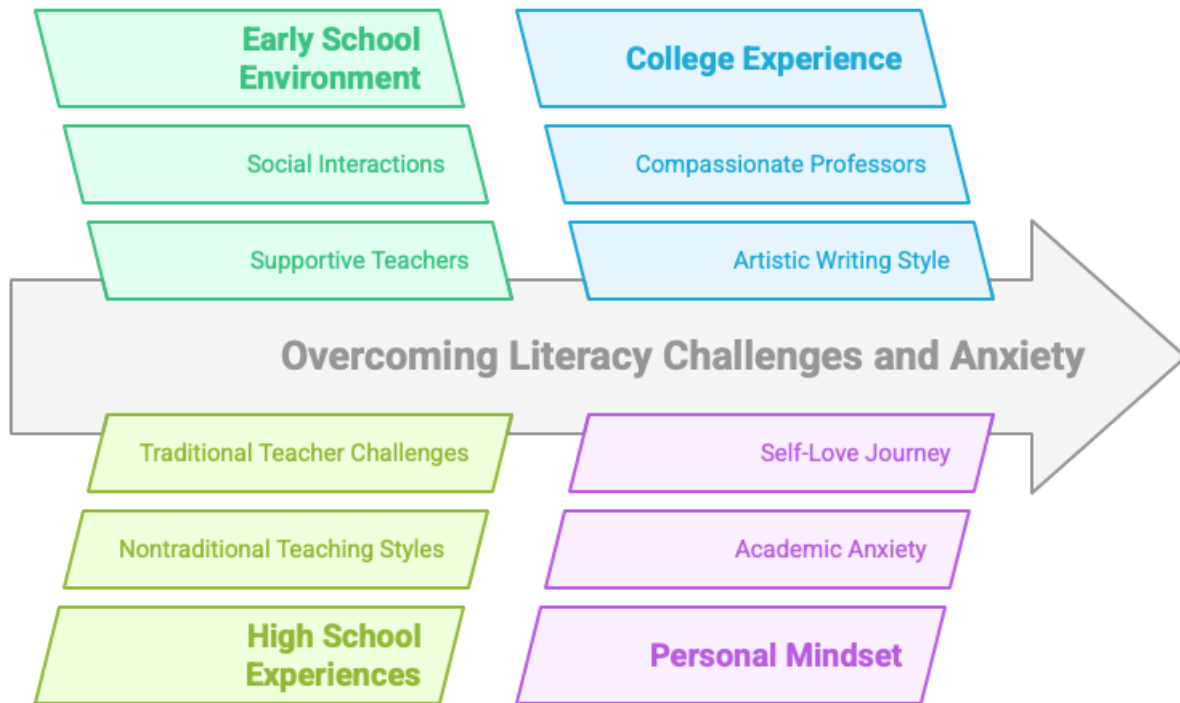 Early School
Environment
Social Interactions
Supportive Teachers
College Experience
Compassionate Professors
Artistic Writing Style
Overcoming Literacy Challenges and Anxiety
Traditional Teacher Challenges
Nontraditional Teaching Styles
High School
Experiences
Self-Love Journey
Academic Anxiety
Personal Mindset